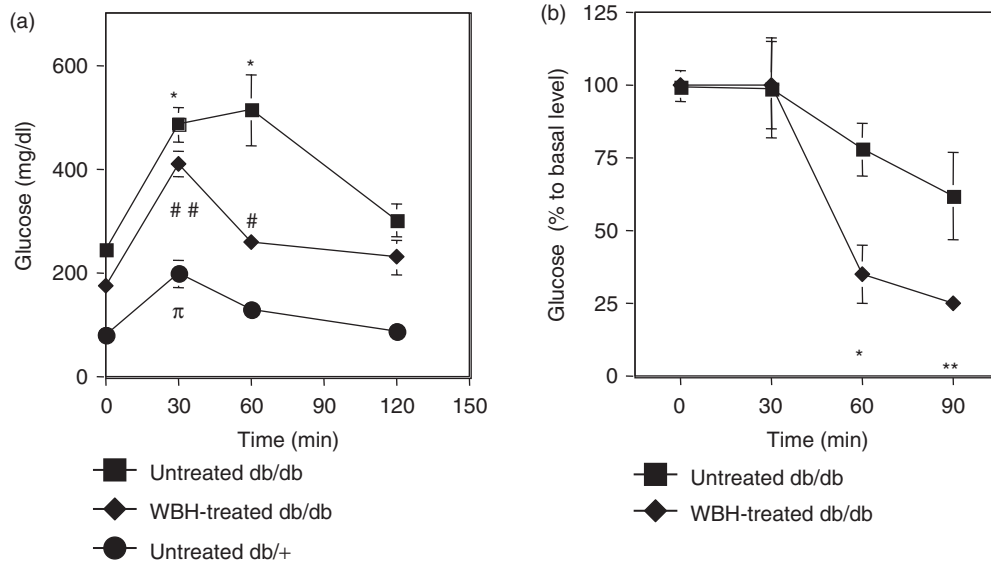 (a)
Glucose (mg/dl)
600
400
200
0
*
*
# #
#
π
0 30 60 90 120 150
Time (min)
Untreated db/db
WBH-treated db/db
Untreated db/+
(b)
Glucose (% to basal level)
125
100
75
50
25
0
*
**
0 30 60 90
Time (min)
Untreated db/db
WBH-treated db/db